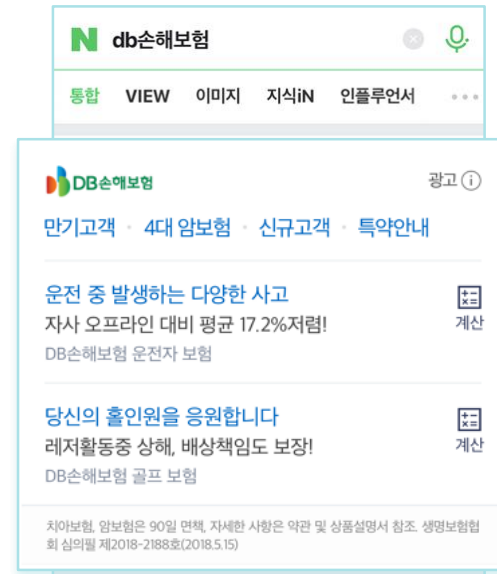 N db손해보험
통합 VIEW 이미지 지식iN 인플루언서
DB손해보험 광고
만기고객 · 4대 암보험 · 신규고객 · 특약안내
운전 중 발생하는 다양한 사고
자사 오프라인 대비 평균 17.2%저렴!
계산
DB손해보험 운전자 보험
당신의 홀인원을 응원합니다
레저활동중 상해, 배상책임도 보장!
계산
DB손해보험 골프 보험
치아보험, 암보험은 90일 면책, 자세한 사항은 약관 및 상품설명서 참조. 생명보험협
회 심의필 제2018-2188호(2018.5.15)